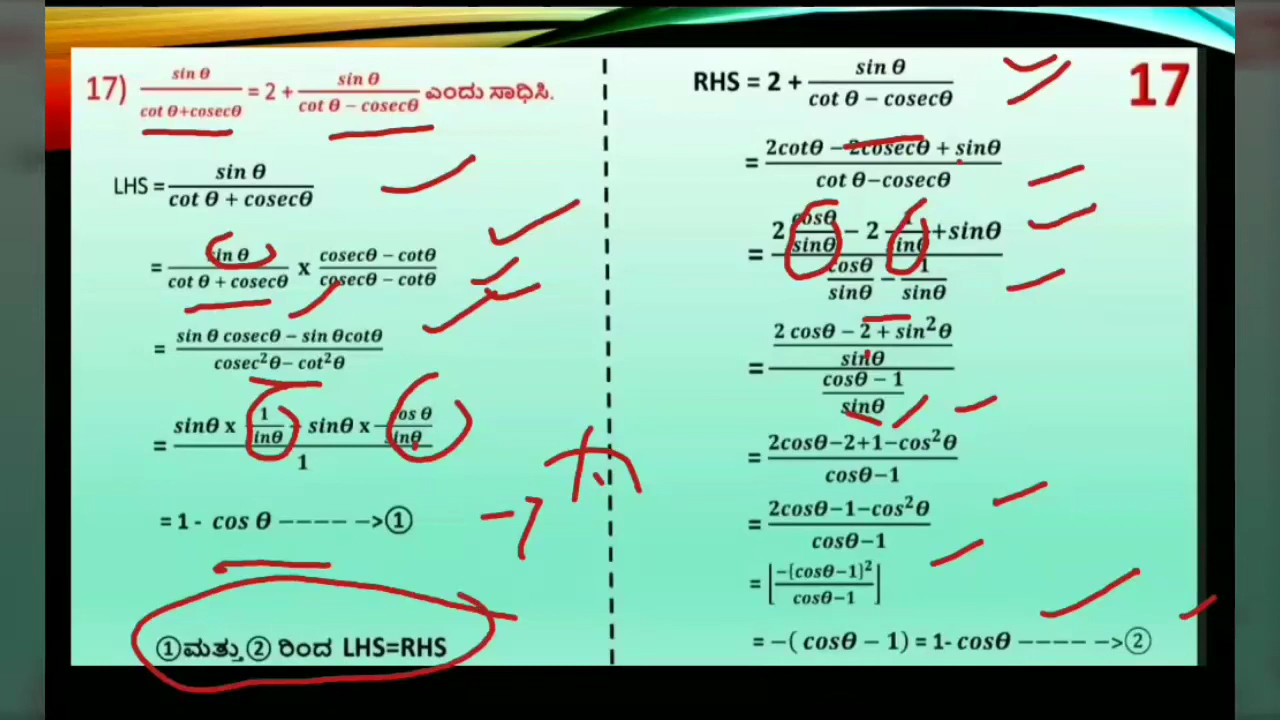 17) sin θ / cot θ+cosecθ = 2 + sin θ / cot θ − cosecθ ಎಂದು ಸಾಧಿಸಿ.
LHS = sin θ / cot θ + cosecθ
= sin θ / cot θ + cosecθ x cosecθ − cotθ / cosecθ − cotθ
= sin θ cosecθ − sin θcotθ / cosec²θ− cot²θ
= sinθ x 1 / sinθ − sinθ x cos θ / sinθ / 1
= 1 - cos θ ----- ->①
①ಮತ್ತು ② ರಿಂದ LHS=RHS
17
RHS = 2 + sin θ / cot θ − cosecθ
= 2cotθ − 2cosecθ + sinθ / cot θ−cosecθ
= 2 cosθ / sinθ − 2 1 / sinθ +sinθ / cosθ / sinθ − 1 / sinθ
= 2 cosθ − 2 + sin²θ / sinθ / cosθ − 1 / sinθ
= 2cosθ−2+1−cos²θ / cosθ−1
= 2cosθ−1−cos²θ / cosθ−1
= [−{cosθ−1]² / cosθ−1]
= −( cosθ − 1) = 1- cosθ ----- ->②